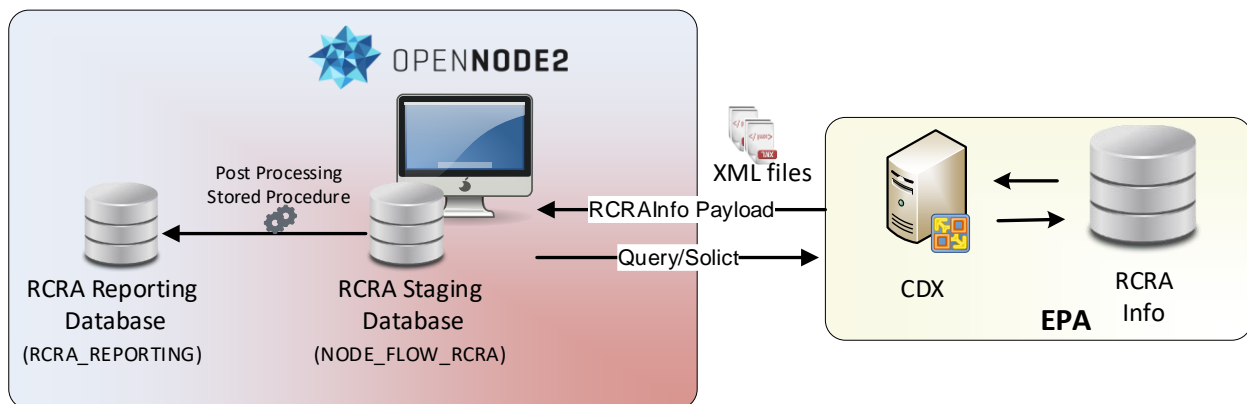 OPENNODE2
Post Processing
Stored Procedure
RCRA Reporting
Database
(RCRA_REPORTING)
RCRA Staging
Database
(NODE_FLOW_RCRA)
XML files
RCRAInfo Payload
Query/Solict
CDX
RCRA
Info
EPA